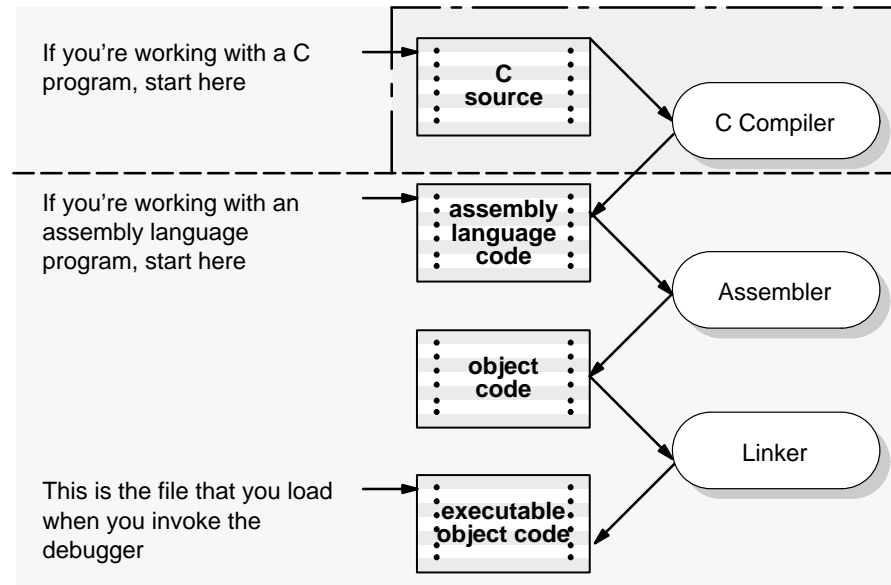 If you're working with a C
program, start here
C
source
C Compiler
If you're working with an
assembly language
program, start here
assembly
language
code
Assembler
object
code
Linker
This is the file that you load
when you invoke the
debugger
executable
object code